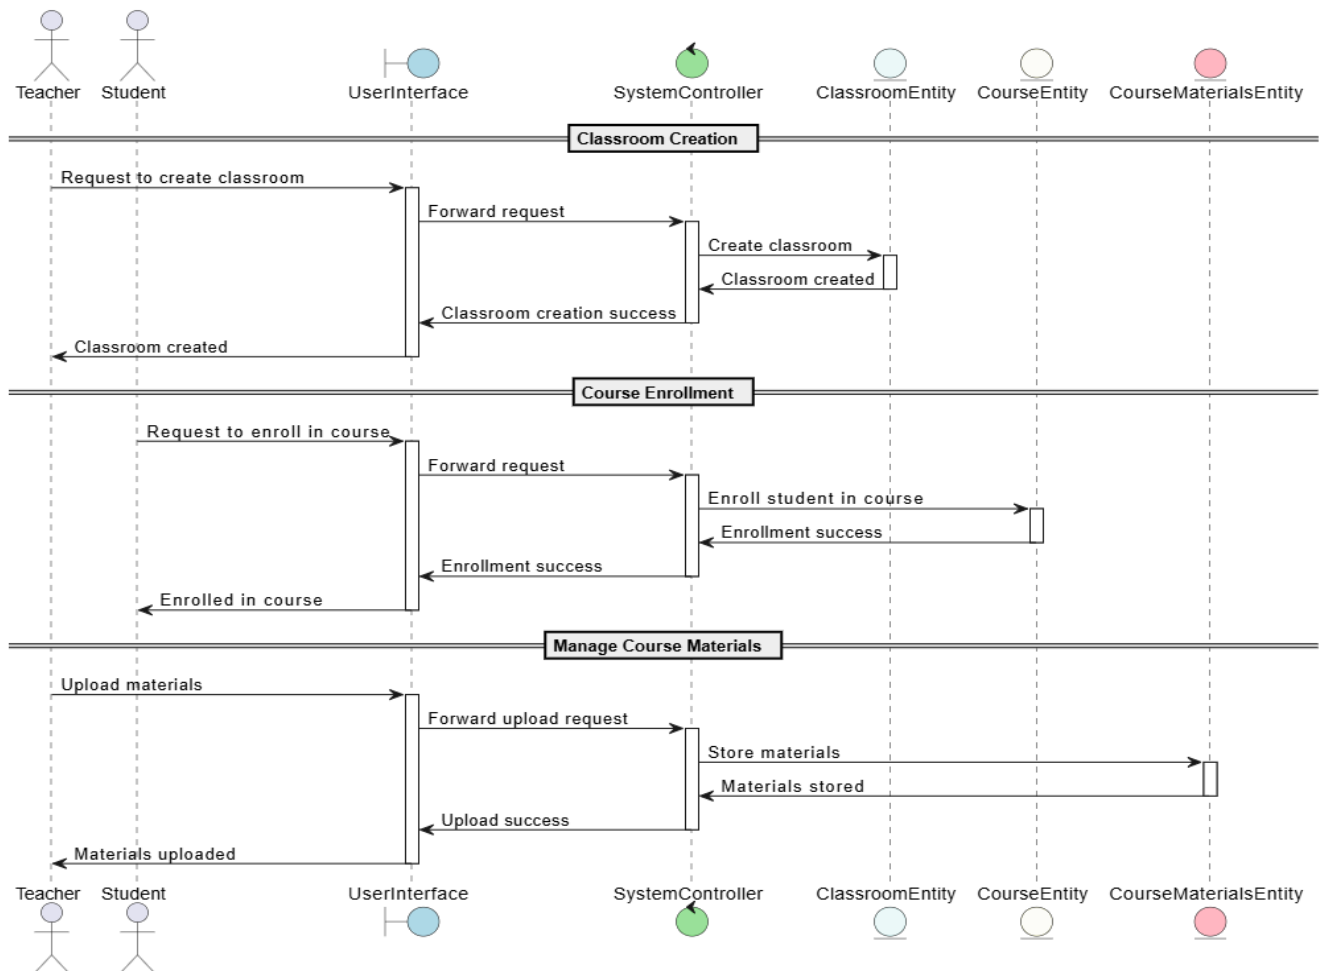 Teacher Student UserInterface SystemController ClassroomEntity CourseEntity CourseMaterialsEntity
Classroom Creation
Request to create classroom
Forward request
Create classroom
Classroom created
Classroom creation success
Classroom created
Course Enrollment
Request to enroll in course
Forward request
Enroll student in course
Enrollment success
Enrollment success
Enrolled in course
Manage Course Materials
Upload materials
Forward upload request
Store materials
Materials stored
Upload success
Materials uploaded
Teacher Student UserInterface SystemController ClassroomEntity CourseEntity CourseMaterialsEntity